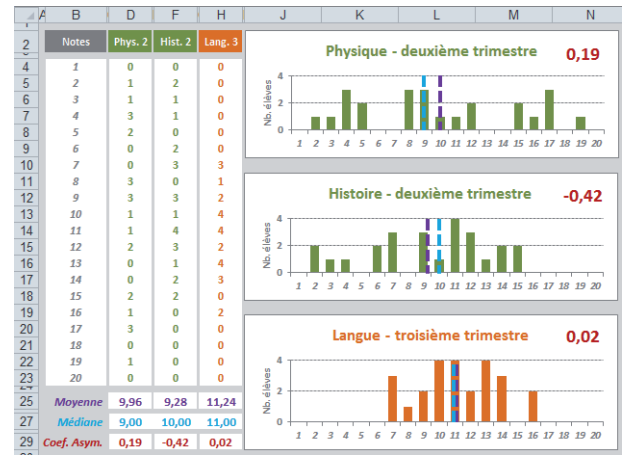 A B D F H J K L M N
2 Notes Phys. 2 Hist. 2 Lang. 3
4 1 0 0 0
5 2 1 2 0
6 3 1 1 0
7 4 3 1 0
8 5 2 0 0
9 6 0 2 0
10 7 0 3 3
11 8 3 0 1
12 9 3 3 2
13 10 1 1 4
14 11 1 4 4
15 12 2 3 2
16 13 0 1 4
17 14 0 2 3
18 15 2 2 0
19 16 1 0 2
20 17 3 0 0
21 18 0 0 0
22 19 1 0 0
23 20 0 0 0
25 Moyenne 9,96 9,28 11,24
27 Médiane 9,00 10,00 11,00
29 Coef. Asym. 0,19 -0,42 0,02
Physique - deuxième trimestre 0,19
Nb. élèves
4
2
0
1 2 3 4 5 6 7 8 9 10 11 12 13 14 15 16 17 18 19 20
Histoire - deuxième trimestre -0,42
Nb. élèves
4
2
0
1 2 3 4 5 6 7 8 9 10 11 12 13 14 15 16 17 18 19 20
Langue - troisième trimestre 0,02
Nb. élèves
4
2
0
1 2 3 4 5 6 7 8 9 10 11 12 13 14 15 16 17 18 19 20